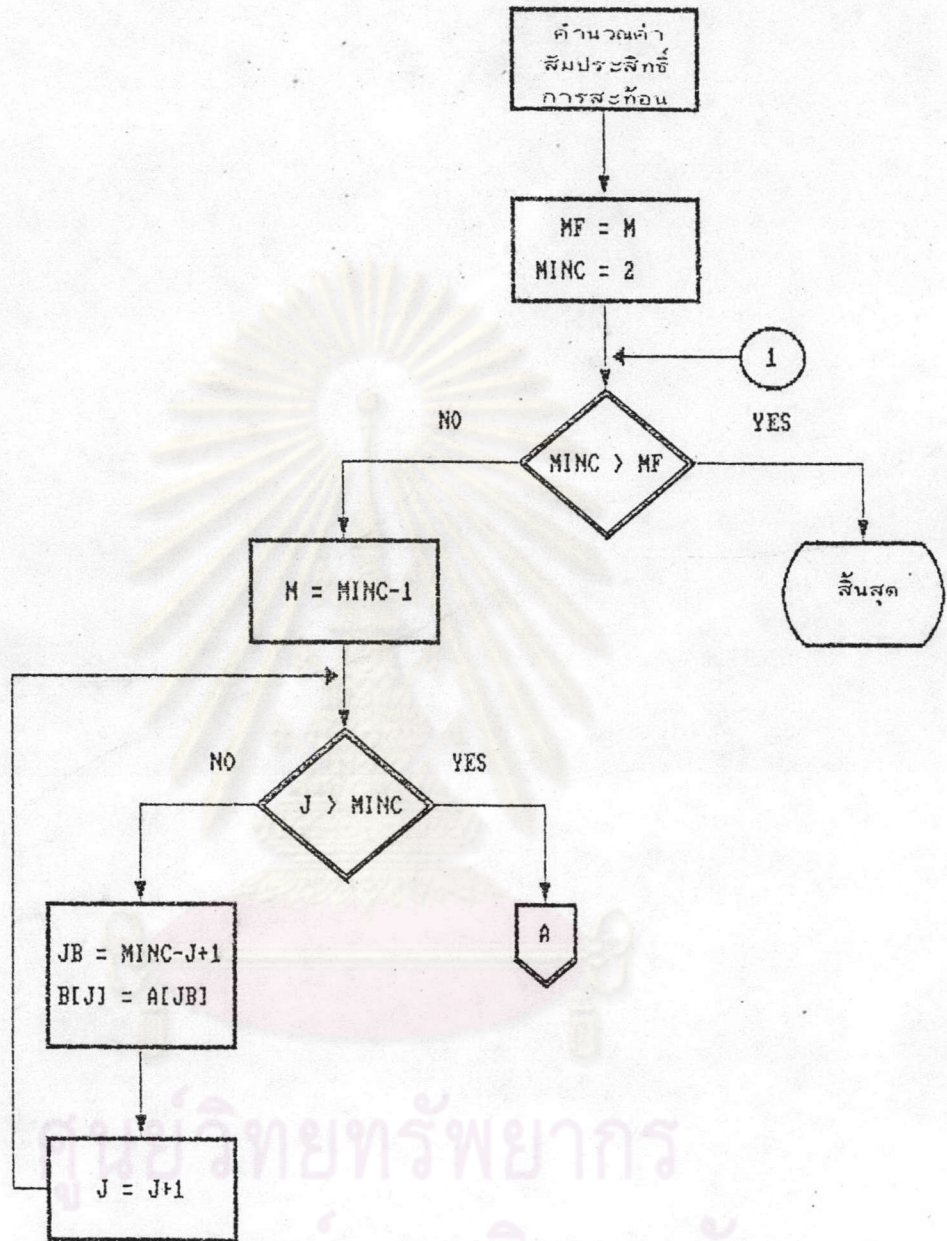 คำนวณค่า
สัมประสิทธิ์
การสะท้อน
MF = M
MINC = 2
1
NO
YES
MINC > MF
M = MINC-1
สิ้นสุด
NO
YES
J > MINC
JB = MINC-J+1
B[J] = A[JB]
A
J = J+1
ศูนย์วิทยทรัพยากร